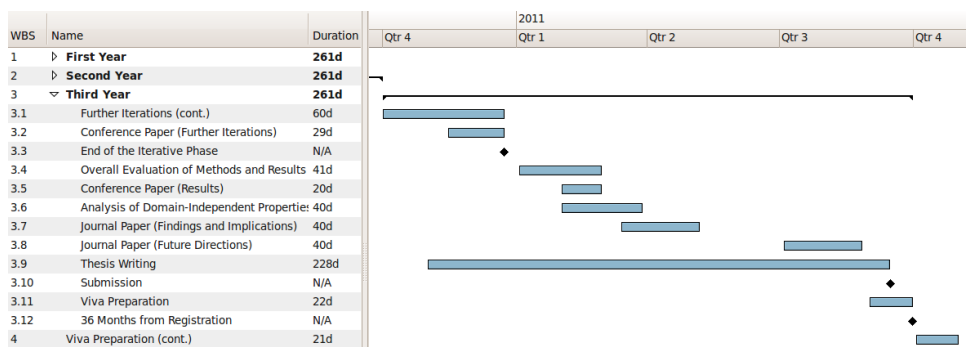 2011
WBS Name Duration Qtr 4 Qtr 1 Qtr 2 Qtr 3 Qtr 4
1 First Year 261d
2 Second Year 261d
3 Third Year 261d
3.1 Further Iterations (cont.) 60d
3.2 Conference Paper (Further Iterations) 29d
3.3 End of the Iterative Phase N/A
3.4 Overall Evaluation of Methods and Results 41d
3.5 Conference Paper (Results) 20d
3.6 Analysis of Domain-Independent Properties 40d
3.7 Journal Paper (Findings and Implications) 40d
3.8 Journal Paper (Future Directions) 40d
3.9 Thesis Writing 228d
3.10 Submission N/A
3.11 Viva Preparation 22d
3.12 36 Months from Registration N/A
4 Viva Preparation (cont.) 21d